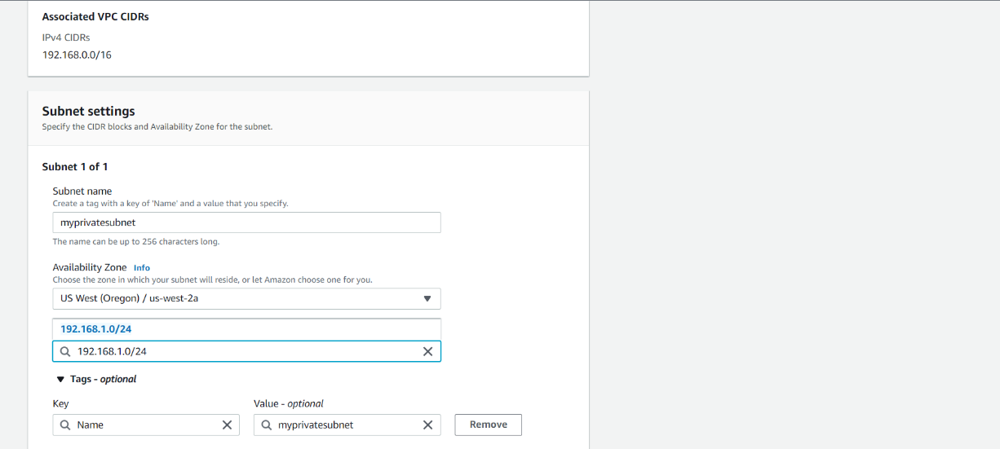 Associated VPC CIDRs
IPv4 CIDRs
192.168.0.0/16
Subnet settings
Specify the CIDR blocks and Availability Zone for the subnet.
Subnet 1 of 1
Subnet name
Create a tag with a key of 'Name' and a value that you specify.
myprivatesubnet
The name can be up to 256 characters long.
Availability Zone Info
Choose the zone in which your subnet will reside, or let Amazon choose one for you.
US West (Oregon) / us-west-2a
192.168.1.0/24
192.168.1.0/24
Tags - optional
Key Value - optional
Name myprivatesubnet Remove